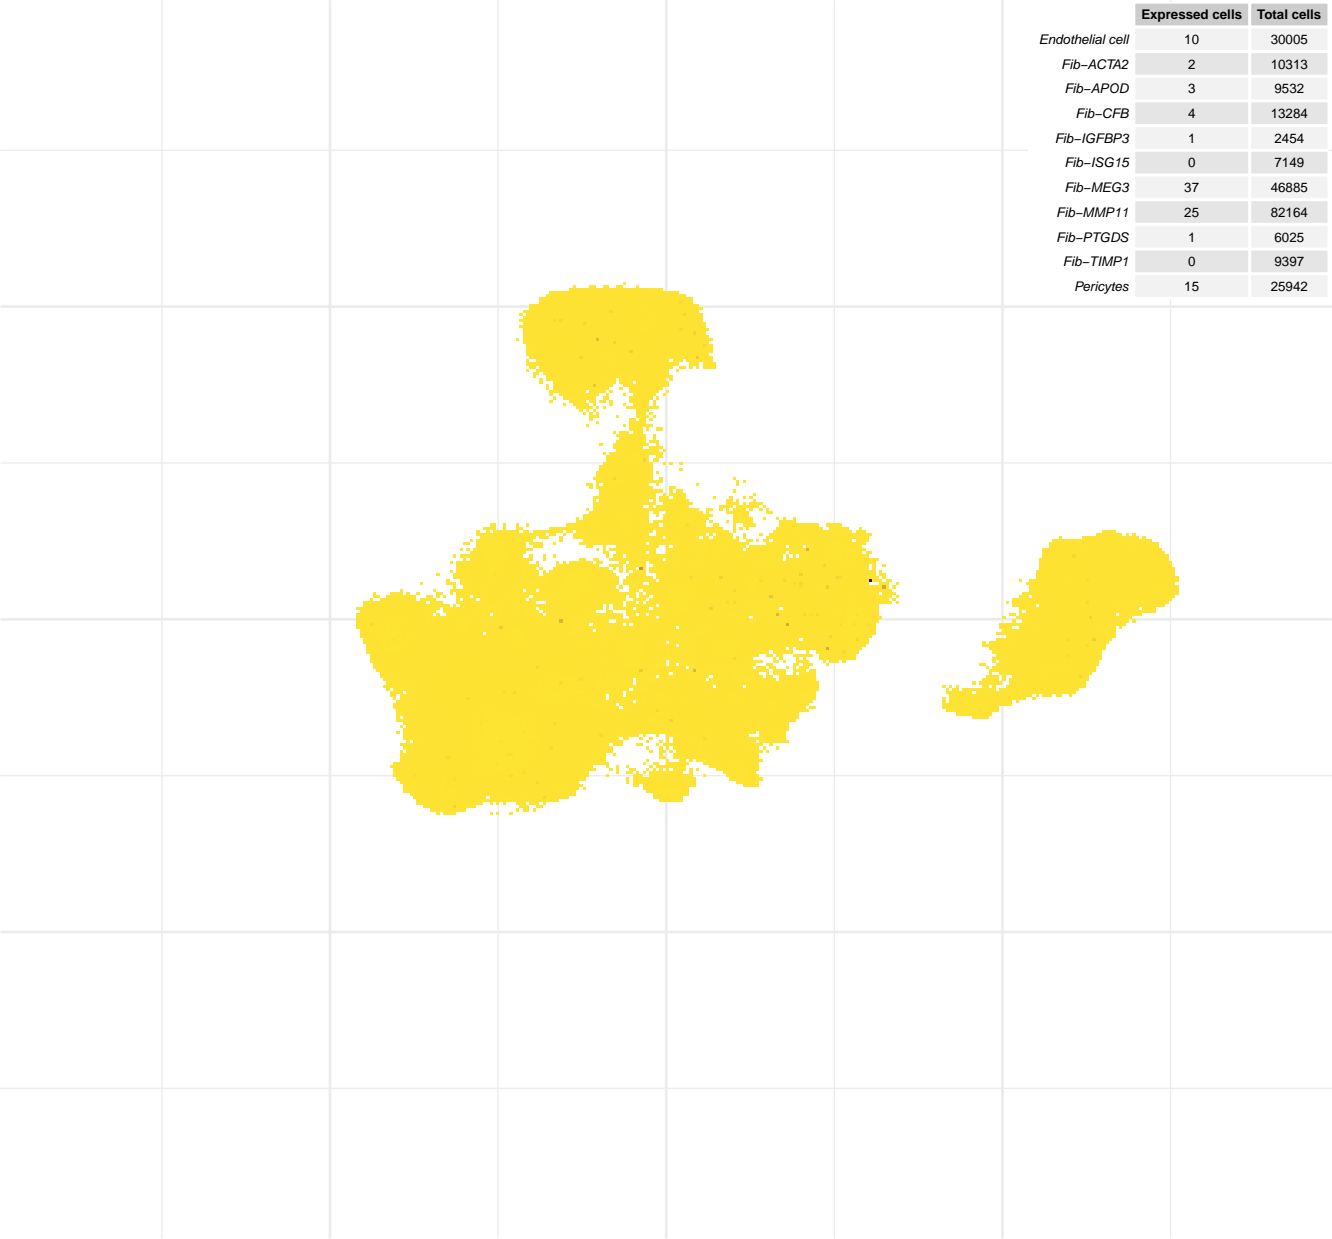 Expressed cells Total cells
Endothelial cell 10 30005
Fib−ACTA2 2 10313
Fib−APOD 3 9532
Fib−CFB 4 13284
Fib−IGFBP3 1 2454
Fib−ISG15 0 7149
Fib−MEG3 37 46885
Fib−MMP11 25 82164
Fib−PTGDS 1 6025
Fib−TIMP1 0 9397
Pericytes 15 25942